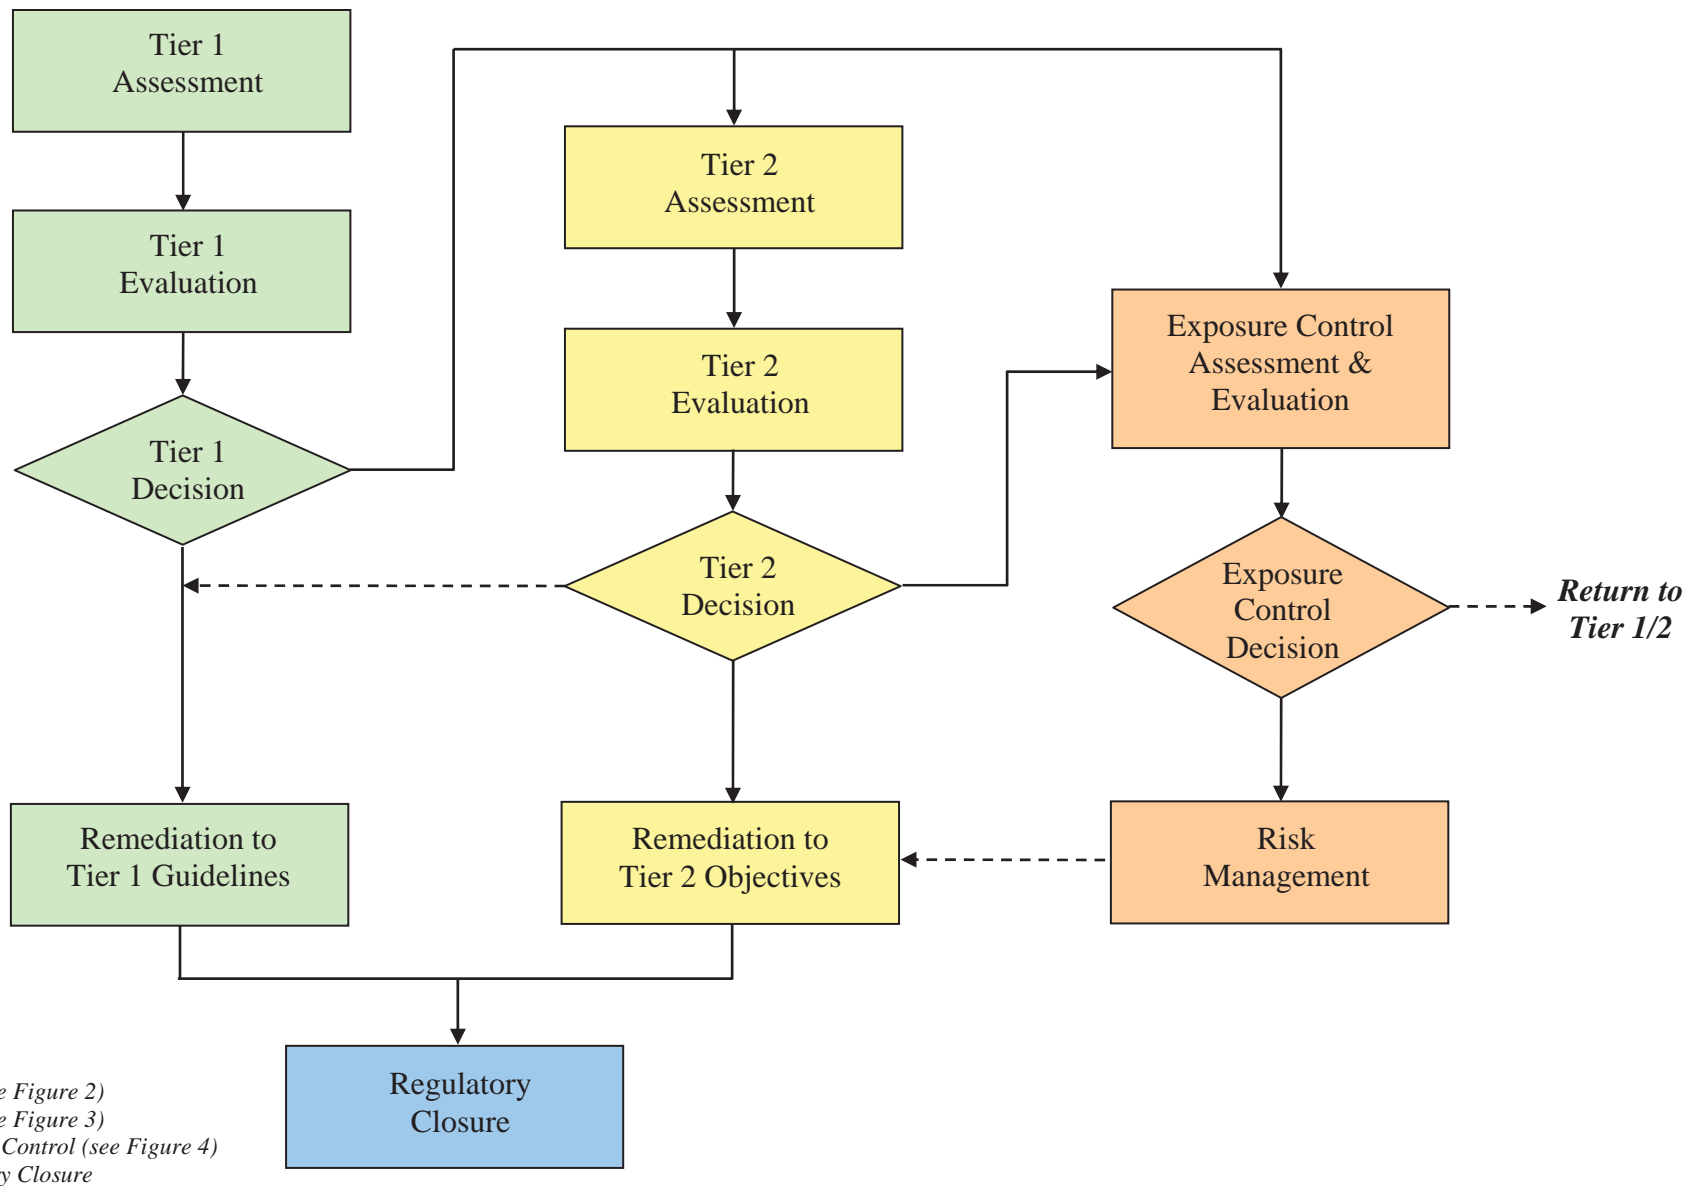 Tier 1
Assessment
Tier 1
Evaluation
Tier 1
Decision
Remediation to
Tier 1 Guidelines
Tier 2
Assessment
Tier 2
Evaluation
Tier 2
Decision
Remediation to
Tier 2 Objectives
Exposure Control
Assessment &
Evaluation
Exposure
Control
Decision
Return to
Tier 1/2
Risk
Management
Regulatory
Closure
Figure 2)
Figure 3)
Control (see Figure 4)
Closure